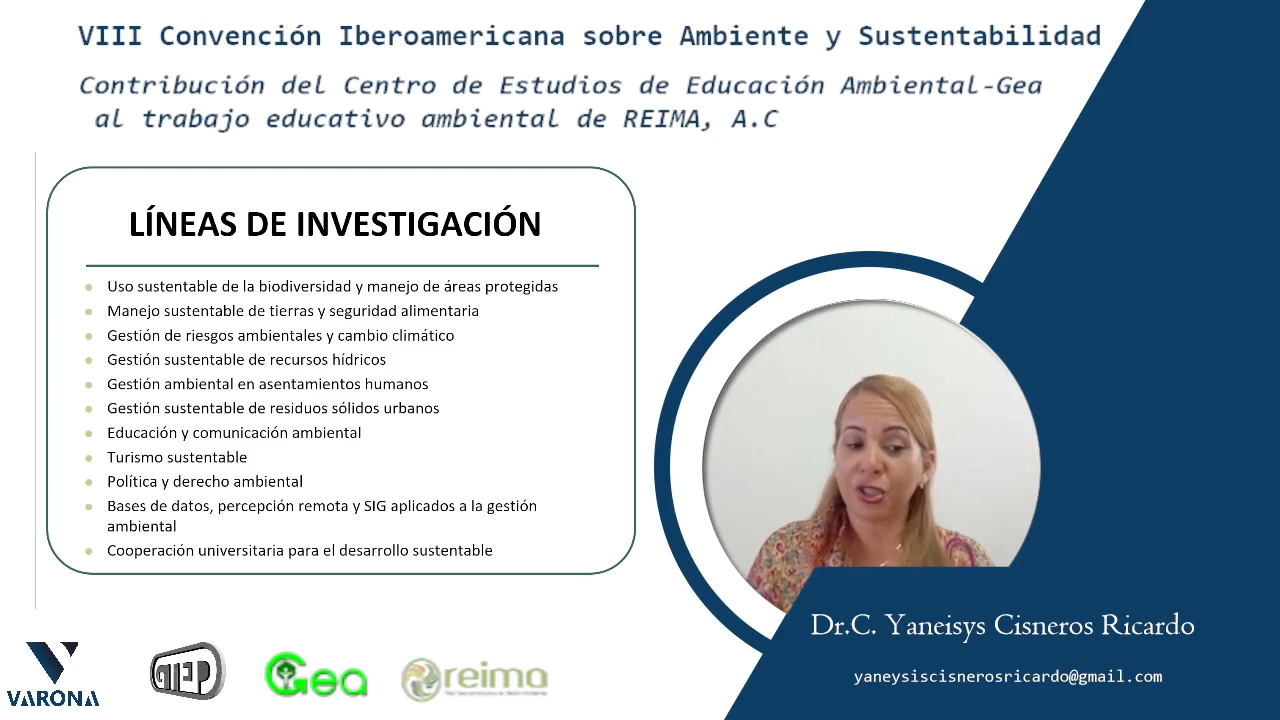 VIII Convención Iberoamericana sobre Ambiente y Sustentabilidad
Contribución del Centro de Estudios de Educación Ambiental-Gea
al trabajo educativo ambiental de REIMA, A.C
LÍNEAS DE INVESTIGACIÓN
Uso sustentable de la biodiversidad y manejo de áreas protegidas
Manejo sustentable de tierras y seguridad alimentaria
Gestión de riesgos ambientales y cambio climático
Gestión sustentable de recursos hídricos
Gestión ambiental en asentamientos humanos
Gestión sustentable de residuos sólidos urbanos
Educación y comunicación ambiental
Turismo sustentable
Política y derecho ambiental
Bases de datos, percepción remota y SIG aplicados a la gestión
ambiental
Cooperación universitaria para el desarrollo sustentable
Dr.C. Yaneisys Cisneros Ricardo
yaneysiscisnerosricardo@gmail.com
VARONA
Gea
reima